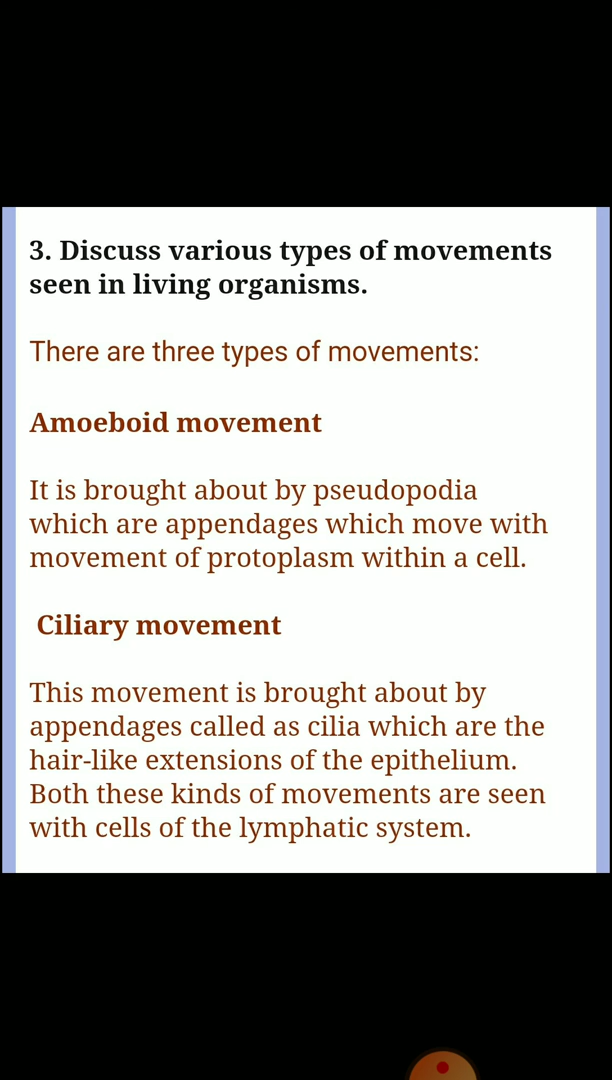 3. Discuss various types of movements
seen in living organisms.
There are three types of movements:
Amoeboid movement
It is brought about by pseudopodia
which are appendages which move with
movement of protoplasm within a cell.
Ciliary movement
This movement is brought about by
appendages called as cilia which are the
hair-like extensions of the epithelium.
Both these kinds of movements are seen
with cells of the lymphatic system.